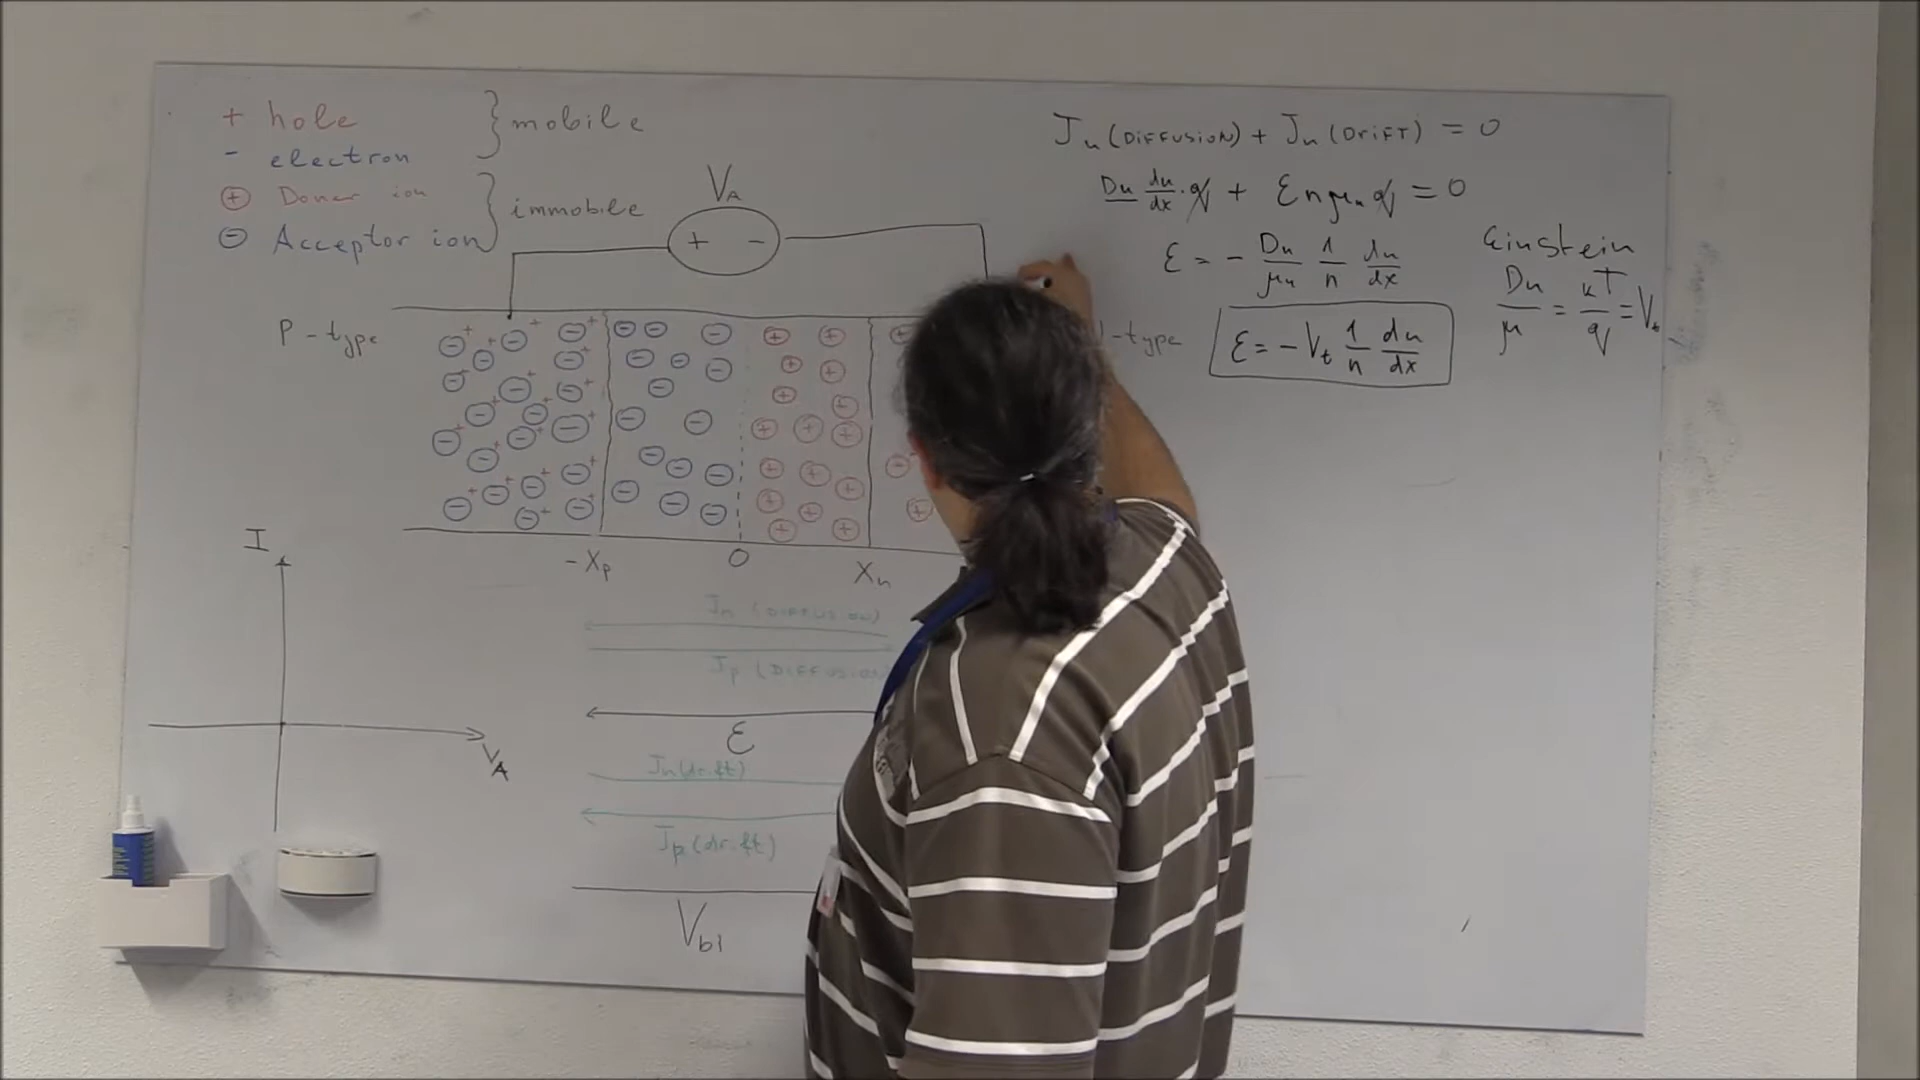 + hole
- electron
} mobile
⊕ Doner ion
⊖ Acceptor ion
} immobile
V_A
+ -
P-type
-type
-X_p
0
X_n
I
V_A
J_n (DIFFUSION)
J_p (DIFFUSION
ℰ
J_n (drift)
J_p (drift)
V_bi
J_n (DIFFUSION) + J_n (DRIFT) = 0
D_n dn/dx · q + ℰ n μ_n q = 0
ℰ = - D_n/μ_n 1/n dn/dx
ℰ = - V_t 1/n dn/dx
Einstein
D_n/μ = kT/q = V_t